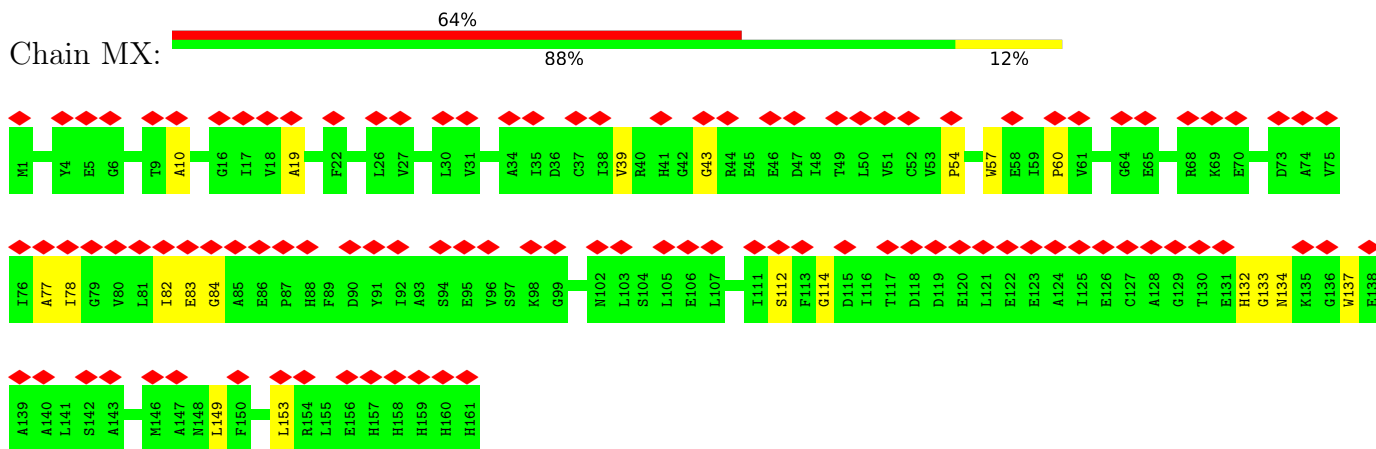 64%
Chain MX:
88% 12%
M1 Y4 E5 G6 T9 A10 G16 I17 V18 A19 F22 L26 V27 L30 V31 A34 I35 D36 C37 I38 V39 R40 H41 G42 G43 R44 E45 E46 D47 I48 T49 L50 V51 C52 V53 P54 W57 E58 I59 P60 V61 G64 E65 R68 K69 E70 D73 A74 V75
I76 A77 I78 G79 V80 L81 I82 E83 G84 A85 E86 P87 H88 F89 D90 Y91 I92 A93 S94 E95 V96 S97 K98 G99 N102 L103 S104 L105 E106 L107 I111 S112 F113 G114 D115 I116 T117 D118 D119 E120 L121 E122 E123 A124 I125 E126 C127 A128 G129 T130 E131 H132 G133 N134 K135 G136 W137 E138
A139 A140 L141 S142 A143 M146 A147 N148 L149 F150 L153 R154 L155 E156 H157 H158 H159 H160 H161